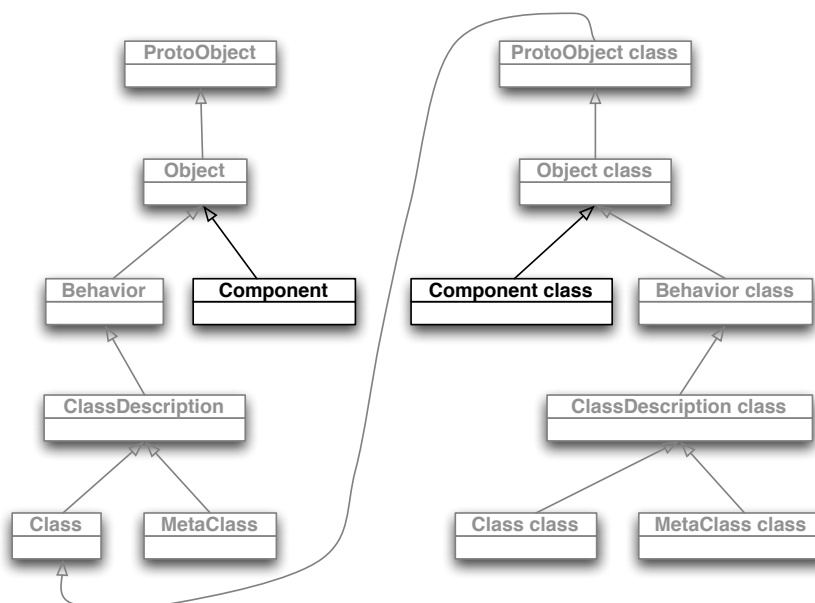 ProtoObject
ProtoObject class
Object
Object class
Behavior
Component
Component class
Behavior class
ClassDescription
ClassDescription class
Class
MetaClass
Class class
MetaClass class